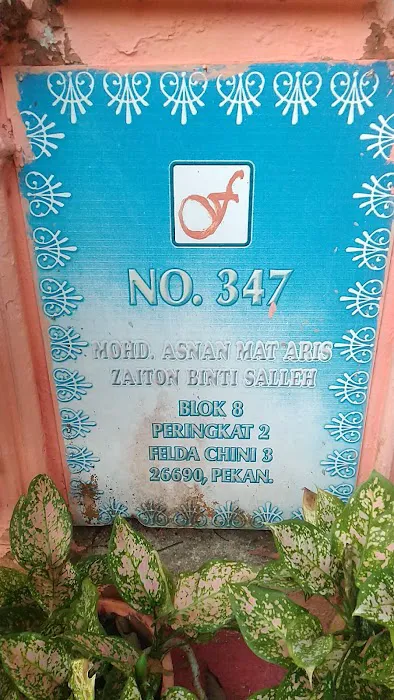 NO. 347
MOHD. ASNAN MAT ARIS
ZAITON BINTI SALLEH
BLOK 8
PERINGKAT 2
FELDA CHINI 3
26690, PEKAN.